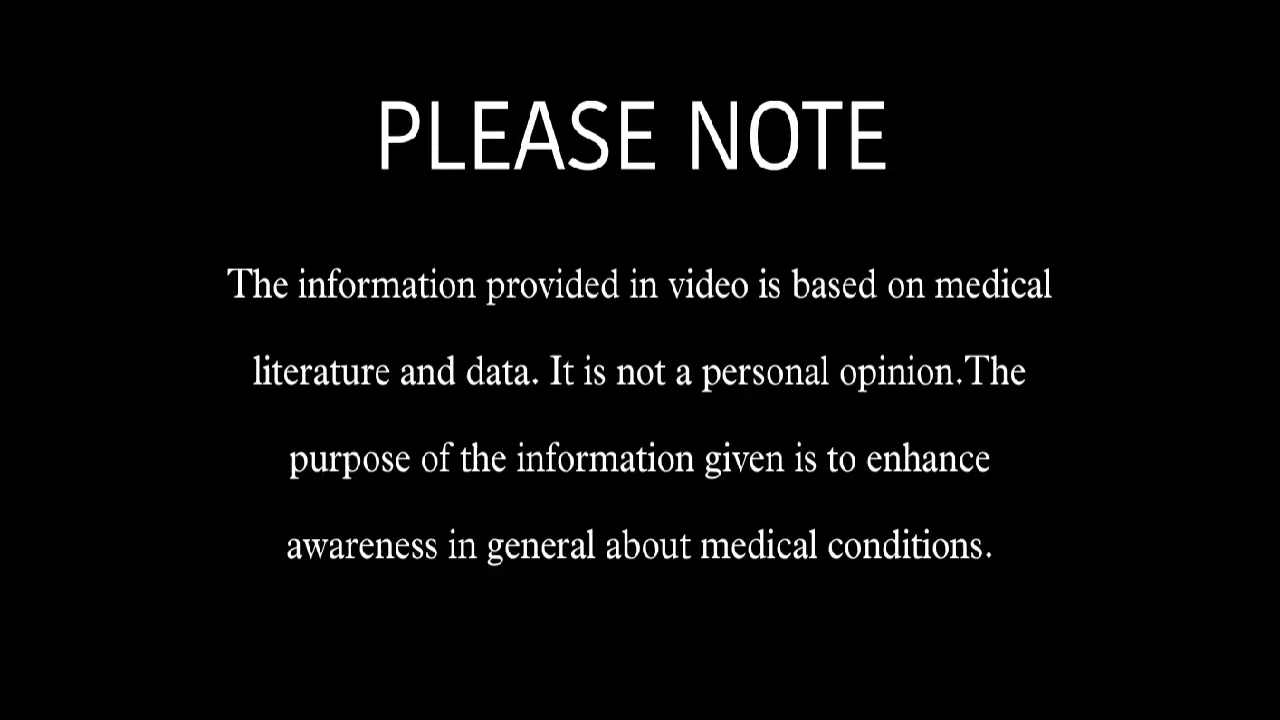 PLEASE NOTE
The information provided in video is based on medical
literature and data. It is not a personal opinion.The
purpose of the information given is to enhance
awareness in general about medical conditions.